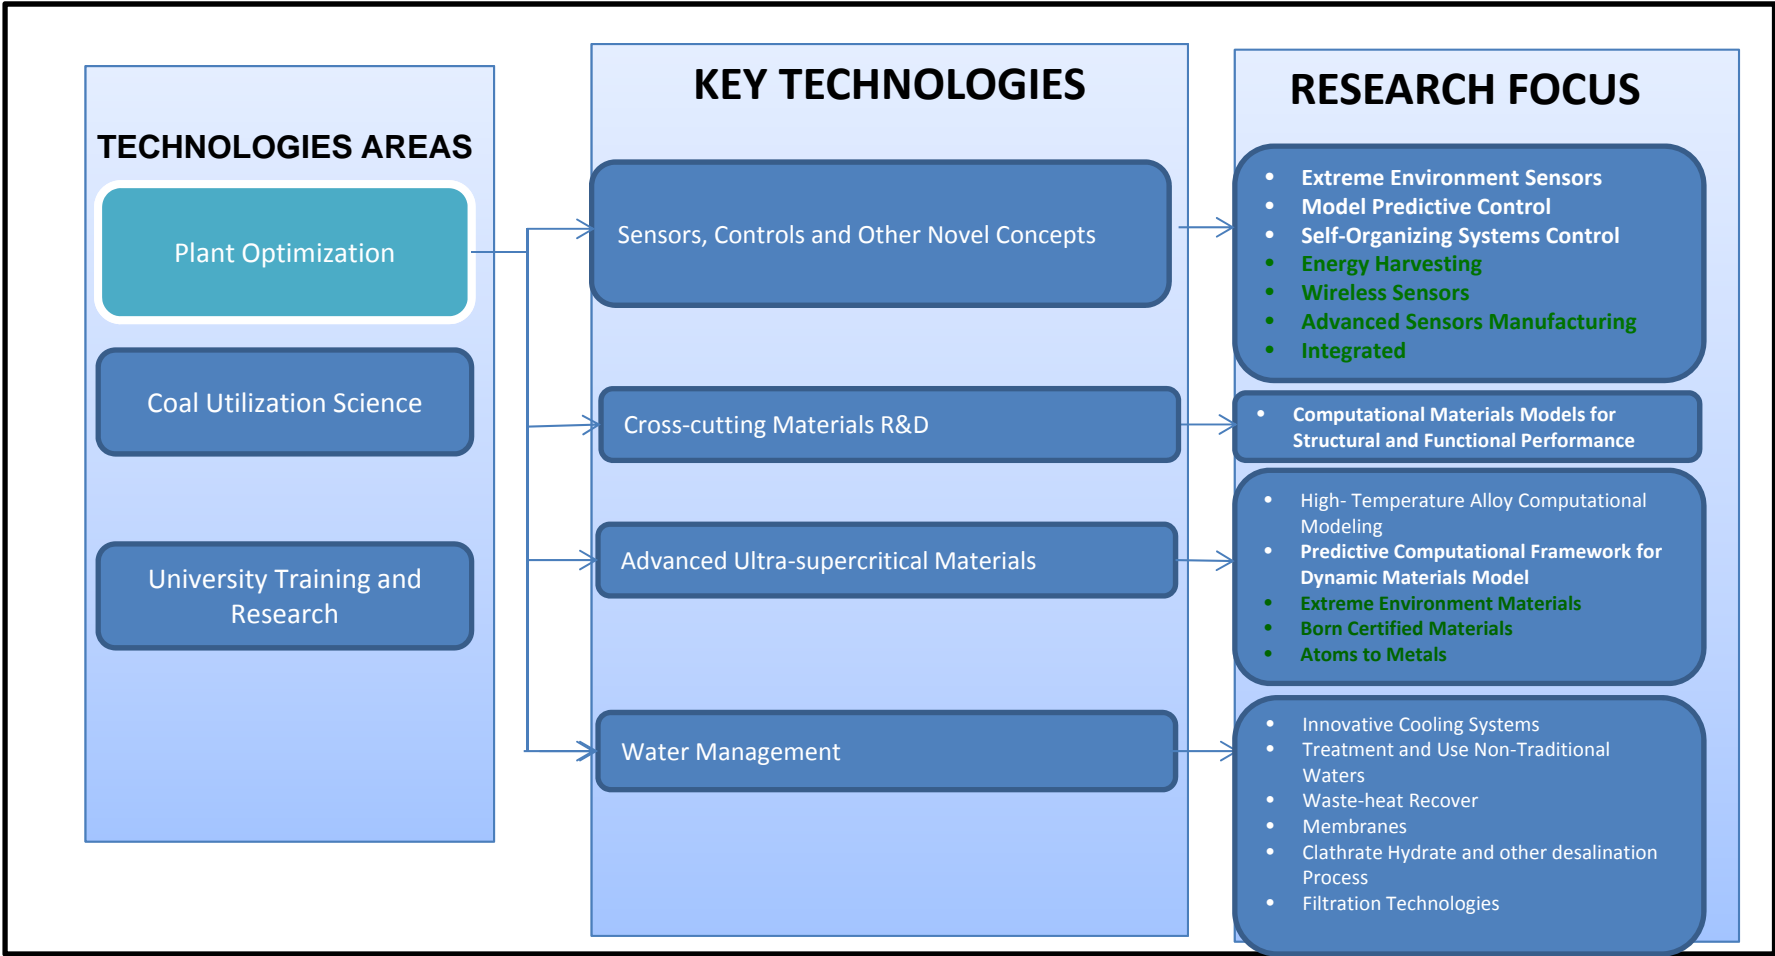 TECHNOLOGIES AREAS
Plant Optimization
Coal Utilization Science
University Training and
Research
KEY TECHNOLOGIES
Sensors, Controls and Other Novel Concepts
Cross-cutting Materials R&D
Advanced Ultra-supercritical Materials
Water Management
RESEARCH FOCUS
• Extreme Environment Sensors
• Model Predictive Control
• Self-Organizing Systems Control
• Energy Harvesting
• Wireless Sensors
• Advanced Sensors Manufacturing
• Integrated
• Computational Materials Models for
Structural and Functional Performance
• High- Temperature Alloy Computational
Modeling
• Predictive Computational Framework for
Dynamic Materials Model
• Extreme Environment Materials
• Born Certified Materials
• Atoms to Metals
• Innovative Cooling Systems
• Treatment and Use Non-Traditional
Waters
• Waste-heat Recover
• Membranes
• Clathrate Hydrate and other desalination
Process
• Filtration Technologies